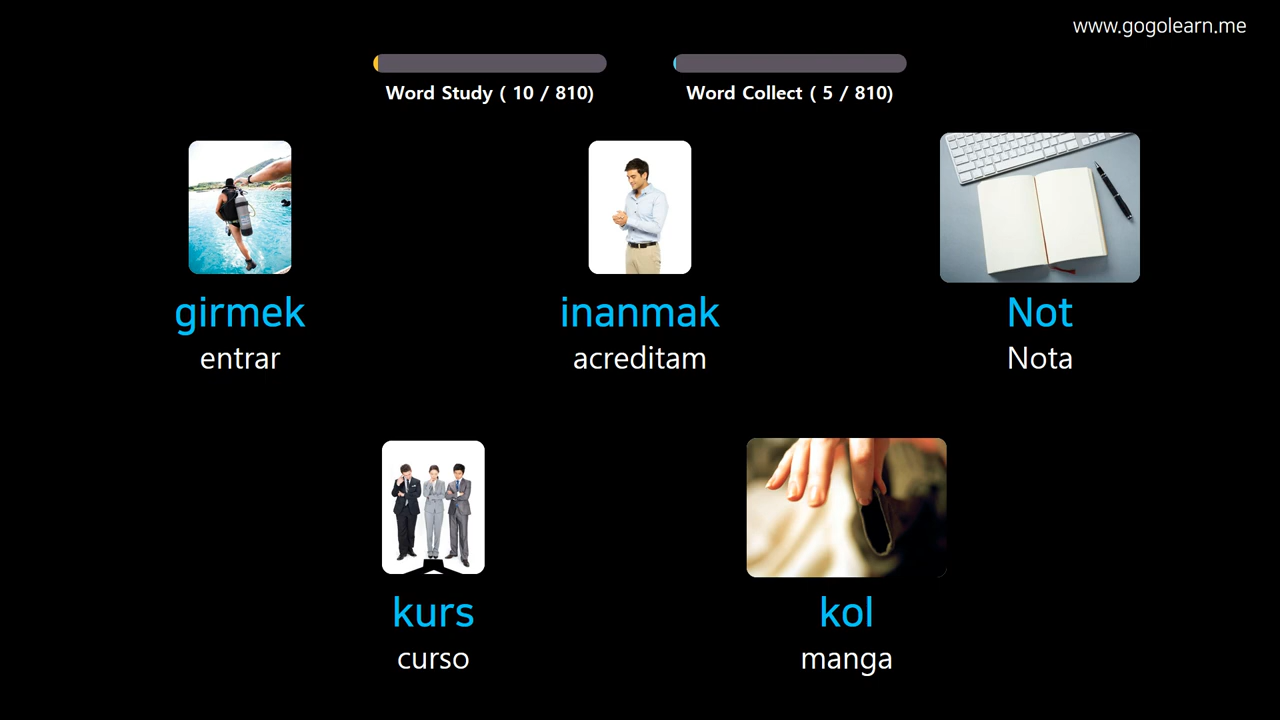 www.gogolearn.me
Word Study ( 10 / 810)
Word Collect ( 5 / 810)
girmek
entrar
inanmak
acreditam
Not
Nota
kurs
curso
kol
manga